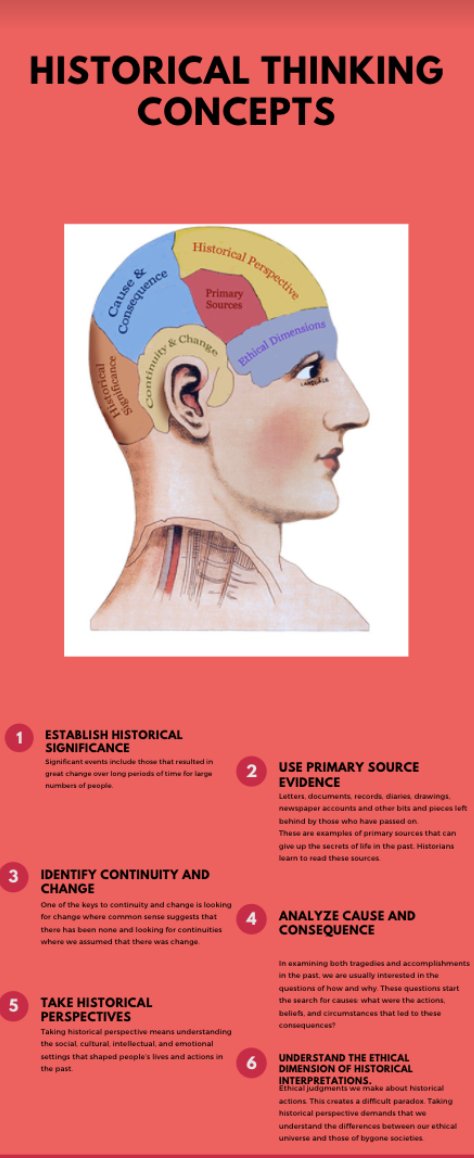 HISTORICAL THINKING
CONCEPTS
Historical Perspective
Cause &
Consequence
Primary
Sources
Ethical Dimensions
Continuity & Change
Historical
Significance
LANGUAGE
1
ESTABLISH HISTORICAL
SIGNIFICANCE
Significant events include those that resulted in
great change over long periods of time for large
numbers of people.
2
USE PRIMARY SOURCE
EVIDENCE
Letters, documents, records, diaries, drawings,
newspaper accounts and other bits and pieces left
behind by those who have passed on.
These are examples of primary sources that can
give up the secrets of life in the past. Historians
learn to read these sources.
3
IDENTIFY CONTINUITY AND
CHANGE
One of the keys to continuity and change is looking
for change where common sense suggests that
there has been none and looking for continuities
where we assumed that there was change.
4
ANALYZE CAUSE AND
CONSEQUENCE
In examining both tragedies and accomplishments
in the past, we are usually interested in the
questions of how and why. These questions start
the search for causes: what were the actions,
beliefs, and circumstances that led to these
consequences?
5
TAKE HISTORICAL
PERSPECTIVES
Taking historical perspective means understanding
the social, cultural, intellectual, and emotional
settings that shaped people's lives and actions in
the past.
6
UNDERSTAND THE ETHICAL
DIMENSION OF HISTORICAL
INTERPRETATIONS.
Ethical judgments we make about historical
actions. This creates a difficult paradox. Taking
historical perspective demands that we
understand the differences between our ethical
universe and those of bygone societies.